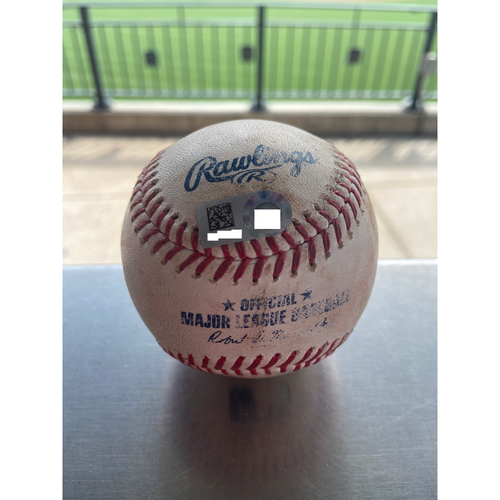 Rawlings
R
★ OFFICIAL ★
MAJOR LEAGUE BASEBALL